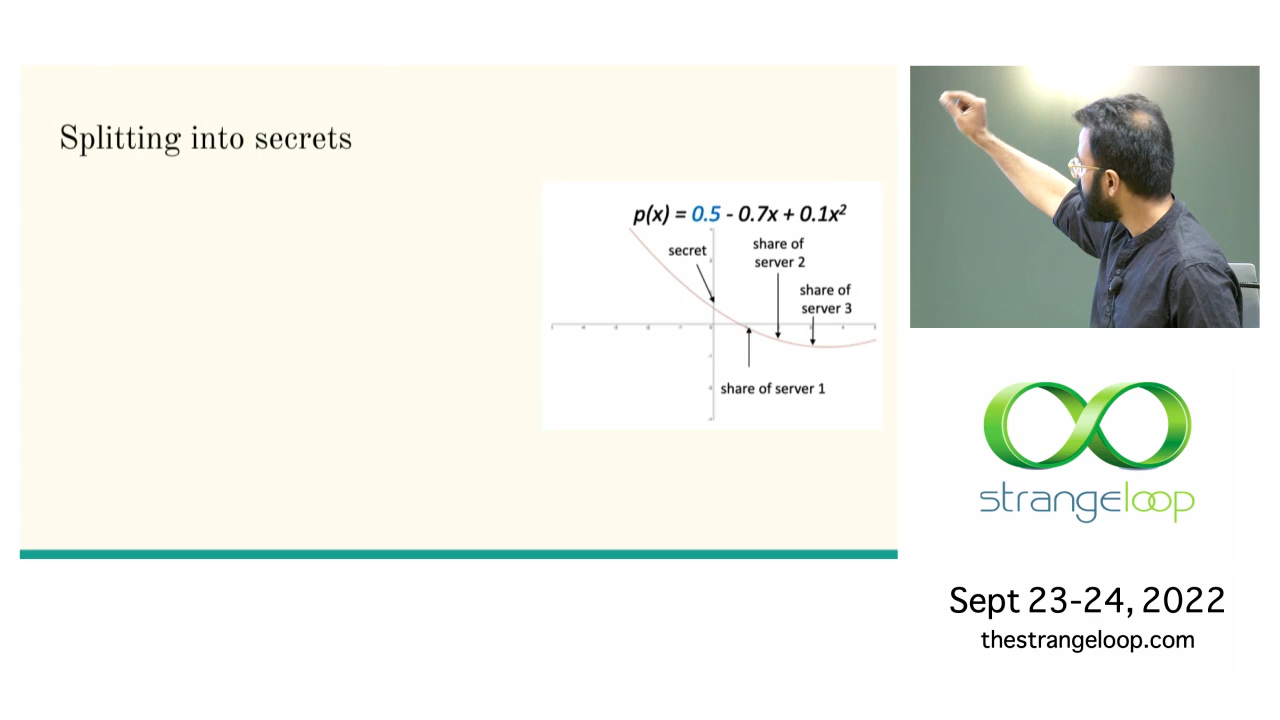 Splitting into secrets
p(x) = 0.5 - 0.7x + 0.1x²
secret
share of
server 2
share of
server 3
share of server 1
strangeloop
Sept 23-24, 2022
thestrangeloop.com